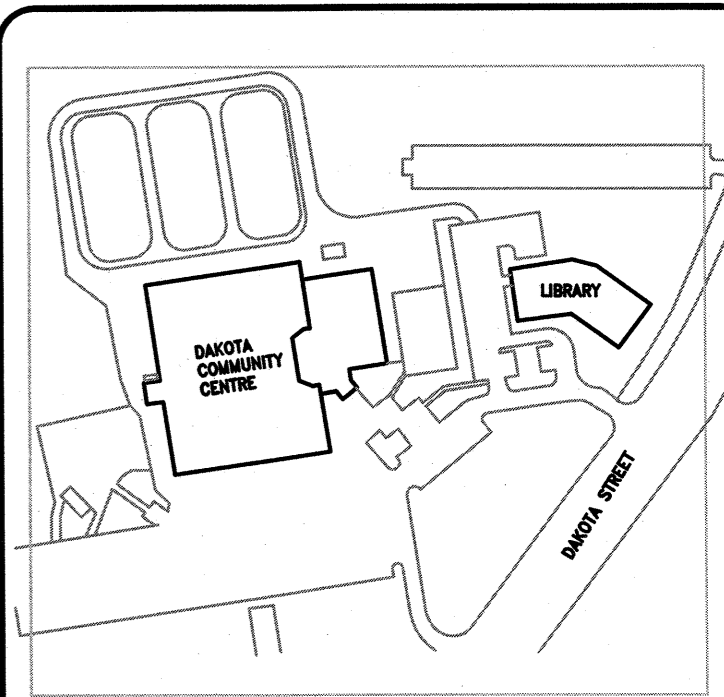 DAKOTA
COMMUNITY
CENTRE
LIBRARY
DAKOTA STREET